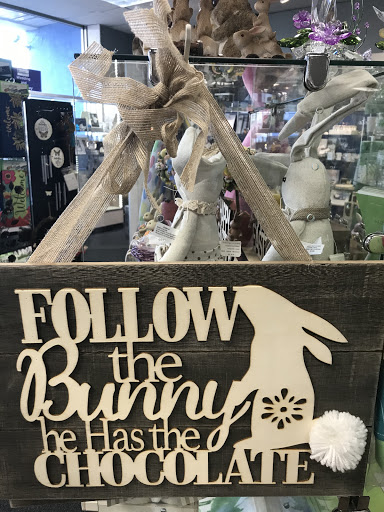 FOLLOW
the
Bunny
he Has the
CHOCOLATE